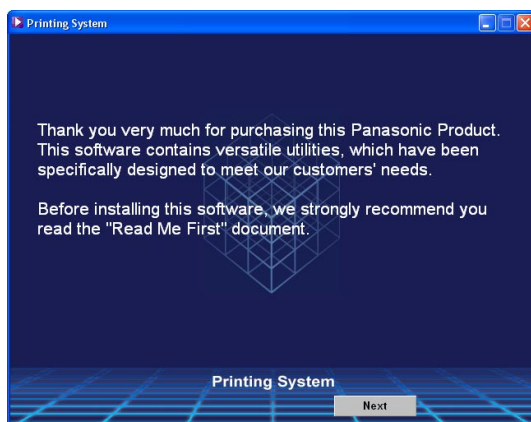 Printing System
Thank you very much for purchasing this Panasonic Product.
This software contains versatile utilities, which have been
specifically designed to meet our customers' needs.
Before installing this software, we strongly recommend you
read the "Read Me First" document.
Printing System
Next